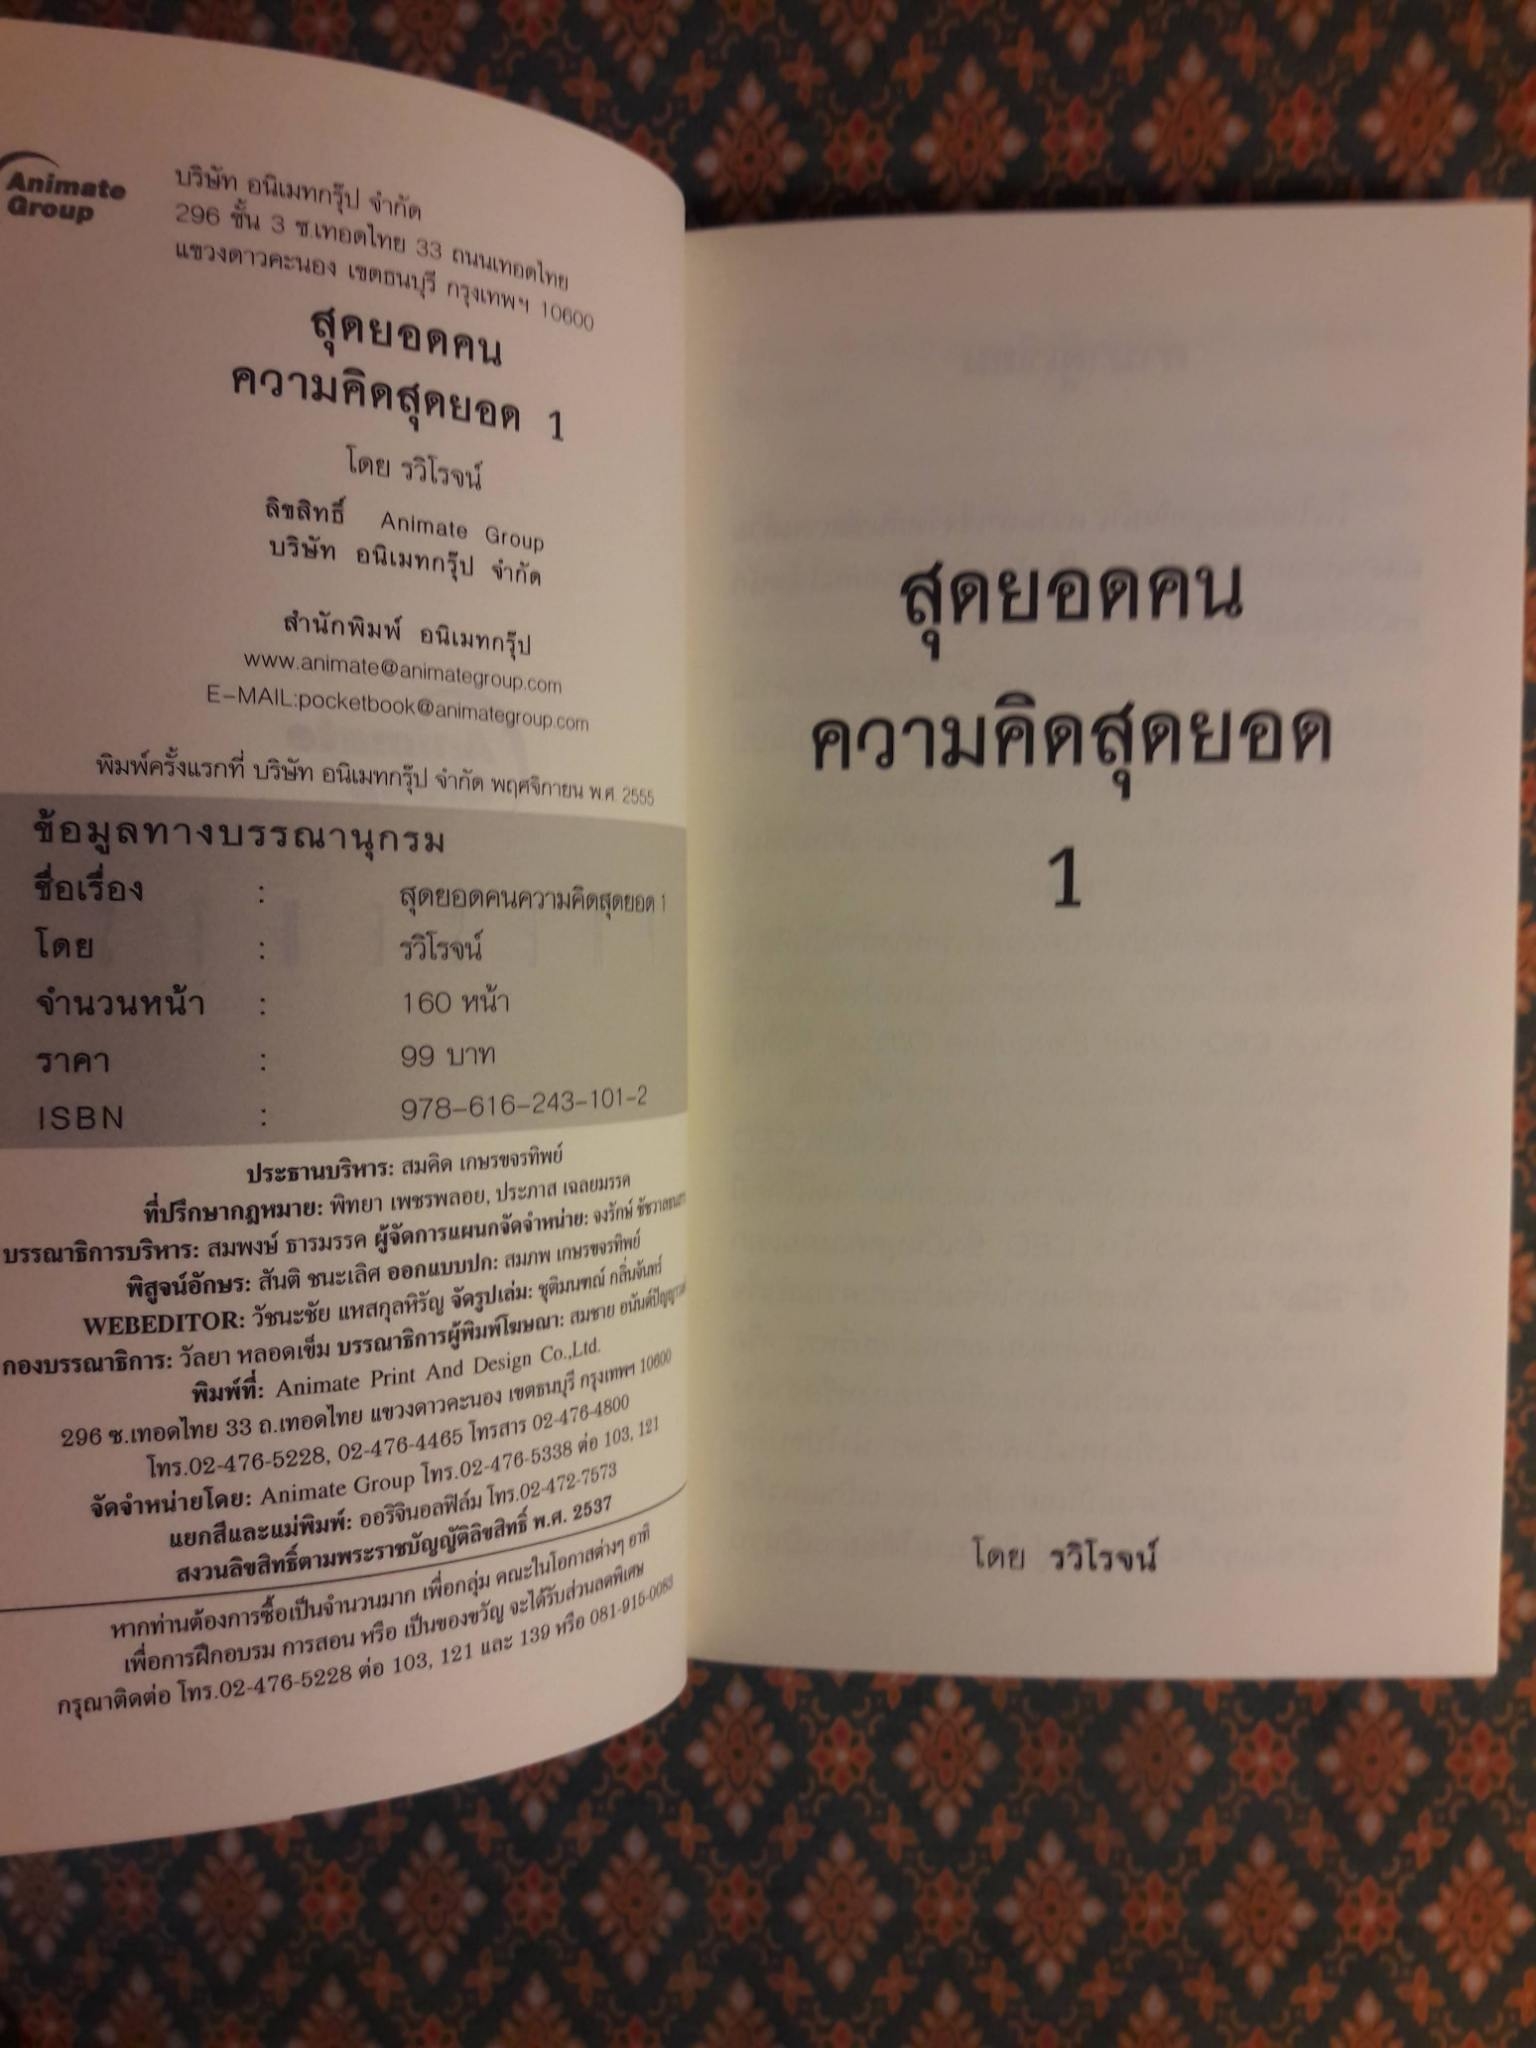 Animate
Group
บริษัท อนิเมทกรุ๊ป จำกัด
296 ชั้น 3 ซ.เทอดไทย 33 ถนนเทอดไทย
แขวงดาวคะนอง เขตธนบุรี กรุงเทพฯ 10600
สุดยอดคน
ความคิดสุดยอด 1
โดย รวิโรจน์
ลิขสิทธิ์ Animate Group
บริษัท อนิเมทกรุ๊ป จำกัด
สำนักพิมพ์ อนิเมทกรุ๊ป
www.animate@animategroup.com
E-MAIL:pocketbook@animategroup.com
พิมพ์ครั้งแรกที่ บริษัท อนิเมทกรุ๊ป จำกัด พฤศจิกายน พ.ศ. 2555
ข้อมูลทางบรรณานุกรม
ชื่อเรื่อง : สุดยอดคนความคิดสุดยอด 1
โดย : รวิโรจน์
จำนวนหน้า : 160 หน้า
ราคา : 99 บาท
ISBN : 978-616-243-101-2
ประธานบริหาร: สมคิด เกษรขจรทิพย์
ที่ปรึกษากฎหมาย: พิทยา เพชรพลอย, ประภาส เฉลยมรรค
บรรณาธิการบริหาร: สมพงษ์ ธารมรรค ผู้จัดการแผนกจัดจำหน่าย: จงรักษ์
พิสูจน์อักษร: สันติ ชนะเลิศ ออกแบบปก: สมภพ เกษรขจรทิพย์
WEBEDITOR: วัชนะชัย แหสกุลหิรัญ จัดรูปเล่ม: ชุติมนฑณ์ กลิ่นจันทร์
กองบรรณาธิการ: วัลยา หลอดเข็ม บรรณาธิการผู้พิมพ์โฆษณา: สมชาย
พิมพ์ที่: Animate Print And Design Co.,Ltd.
296 ซ.เทอดไทย 33 ถ.เทอดไทย แขวงดาวคะนอง เขตธนบุรี กรุงเทพฯ 10600
โทร.02-476-5228, 02-476-4465 โทรสาร 02-476-4800
จัดจำหน่ายโดย: Animate Group โทร.02-476-5338 ต่อ 103, 121
แยกสีและแม่พิมพ์: ออริจินอลฟิล์ม โทร.02-472-7573
สงวนลิขสิทธิ์ตามพระราชบัญญัติลิขสิทธิ์ พ.ศ. 2537
หากท่านต้องการซื้อเป็นจำนวนมาก เพื่อกลุ่ม คณะในโอกาสต่างๆ อาทิ
เพื่อการฝึกอบรม การสอน หรือ เป็นของขวัญ จะได้รับส่วนลดพิเศษ
กรุณาติดต่อ โทร.02-476-5228 ต่อ 103, 121 และ 139 หรือ 081-915-0083
สุดยอดคน
ความคิดสุดยอด
1
โดย รวิโรจน์